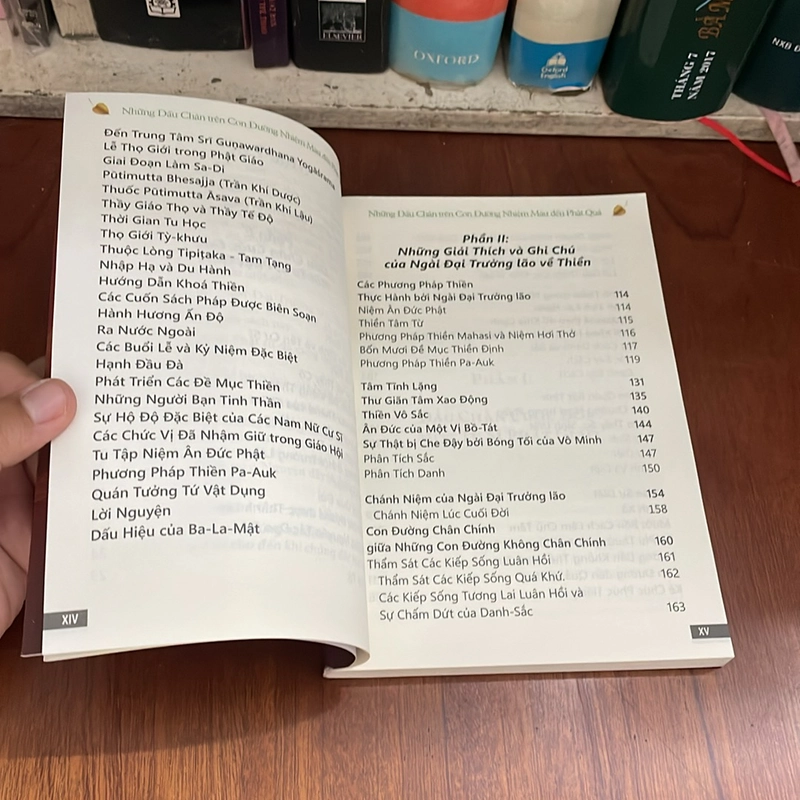 ELSEVIER
OXFORD
Oxford
English
THÁNG 7
NĂM 2017
NXB
Những Dấu Chân trên Con Đường Nhiệm Mầu đến
Đến Trung Tâm Sri Guṇawardhana Yogāsrama
Lễ Thọ Giới trong Phật Giáo
Giai Đoạn Làm Sa-Di
Pūtimutta Bhesajja (Trần Khí Dược)
Thuốc Pūtimutta Āsava (Trần Khí Lậu)
Thầy Giáo Thọ và Thầy Tế Độ
Thời Gian Tu Học
Thọ Giới Tỳ-khưu
Thuộc Lòng Tipiṭaka - Tam Tạng
Nhập Hạ và Du Hành
Hướng Dẫn Khoá Thiền
Các Cuốn Sách Pháp Được Biên Soạn
Hành Hương Ấn Độ
Ra Nước Ngoài
Các Buổi Lễ và Kỷ Niệm Đặc Biệt
Hạnh Đầu Đà
Phát Triển Các Đề Mục Thiền
Những Người Bạn Tinh Thần
Sự Hộ Độ Đặc Biệt của Các Nam Nữ Cư Sĩ
Các Chức Vị Đã Nhậm Giữ trong Giáo Hội
Tu Tập Niệm Ân Đức Phật
Phương Pháp Thiền Pa-Auk
Quán Tưởng Tứ Vật Dụng
Lời Nguyện
Dấu Hiệu của Ba-La-Mật
XIV
Những Dấu Chân trên Con Đường Nhiệm Mầu đến Phật Quả
Phần II:
Những Giải Thích và Ghi Chú
của Ngài Đại Trưởng lão về Thiền
Các Phương Pháp Thiền
Thực Hành bởi Ngài Đại Trưởng lão 114
Niệm Ân Đức Phật 114
Thiền Tâm Từ 115
Phương Pháp Thiền Mahasi và Niệm Hơi Thở 116
Bốn Mươi Đề Mục Thiền Định 117
Phương Pháp Thiền Pa-Auk 119
Tâm Tĩnh Lặng 131
Thư Giãn Tâm Xao Động 135
Thiền Vô Sắc 140
Ân Đức của Một Vị Bồ-Tát 144
Sự Thật bị Che Đậy bởi Bóng Tối của Vô Minh 147
Phân Tích Sắc 147
Phân Tích Danh 150
Chánh Niệm của Ngài Đại Trưởng lão 154
Chánh Niệm Lúc Cuối Đời 158
Con Đường Chân Chính
giữa Những Con Đường Không Chân Chính 160
Thẩm Sát Các Kiếp Sống Luân Hồi 161
Thẩm Sát Các Kiếp Sống Quá Khứ. 162
Các Kiếp Sống Tương Lai Luân Hồi và
Sự Chấm Dứt của Danh-Sắc 163
XV